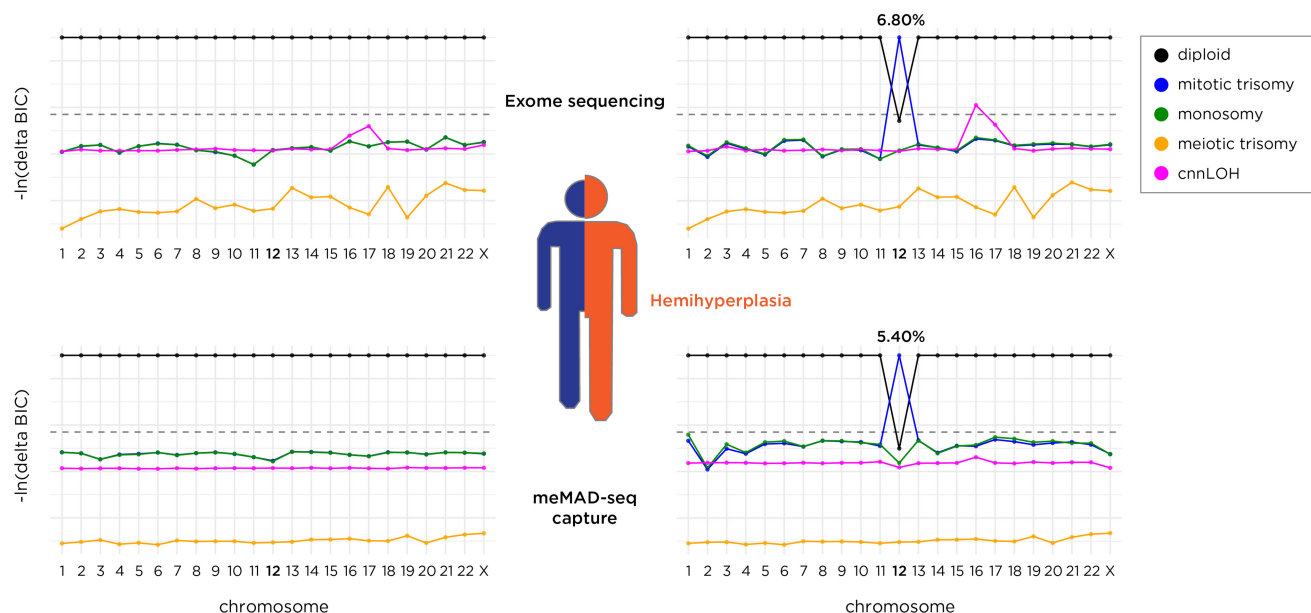 6.80%
-ln(delta BIC)
Exome sequencing
diploid
mitotic trisomy
monosomy
meiotic trisomy
cnnLOH
1 2 3 4 5 6 7 8 9 10 11 12 13 14 15 16 17 18 19 20 21 22 X
1 2 3 4 5 6 7 8 9 10 11 12 13 14 15 16 17 18 19 20 21 22 X
Hemihyperplasia
5.40%
-ln(delta BIC)
meMAD-seq
capture
1 2 3 4 5 6 7 8 9 10 11 12 13 14 15 16 17 18 19 20 21 22 X
1 2 3 4 5 6 7 8 9 10 11 12 13 14 15 16 17 18 19 20 21 22 X
chromosome
chromosome